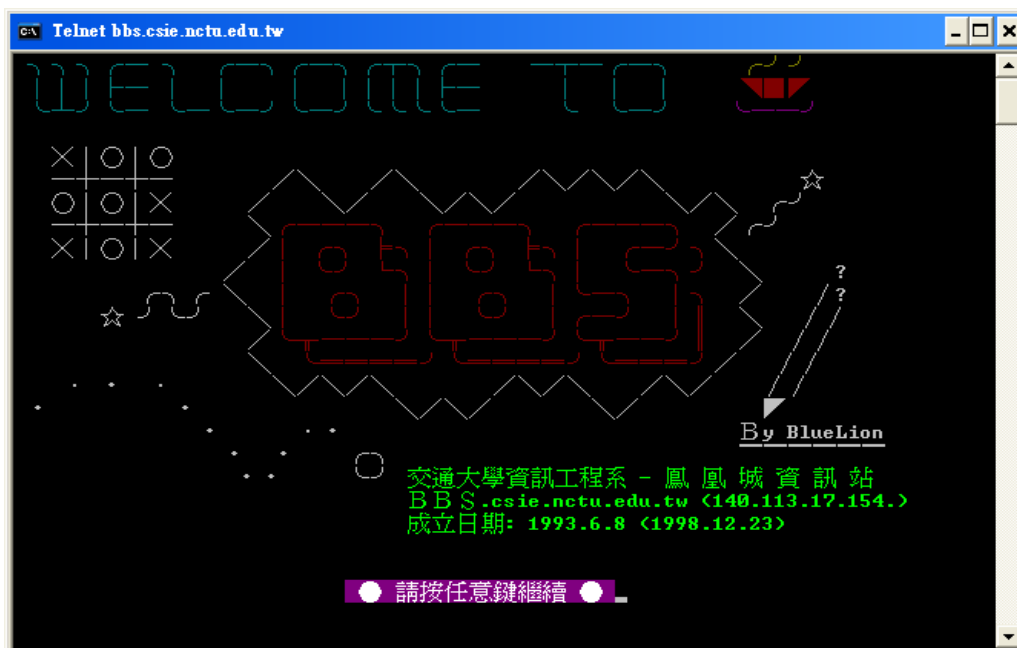 Telnet bbs.csie.nctu.edu.tw
WELCOME TO
×│○│○
○│○│×
×│○│×
BBS
?
?
By BlueLion
交通大學資訊工程系 - 鳳 凰 城 資 訊 站
ＢＢＳ.csie.nctu.edu.tw (140.113.17.154.)
成立日期: 1993.6.8 (1998.12.23)
● 請按任意鍵繼續 ●